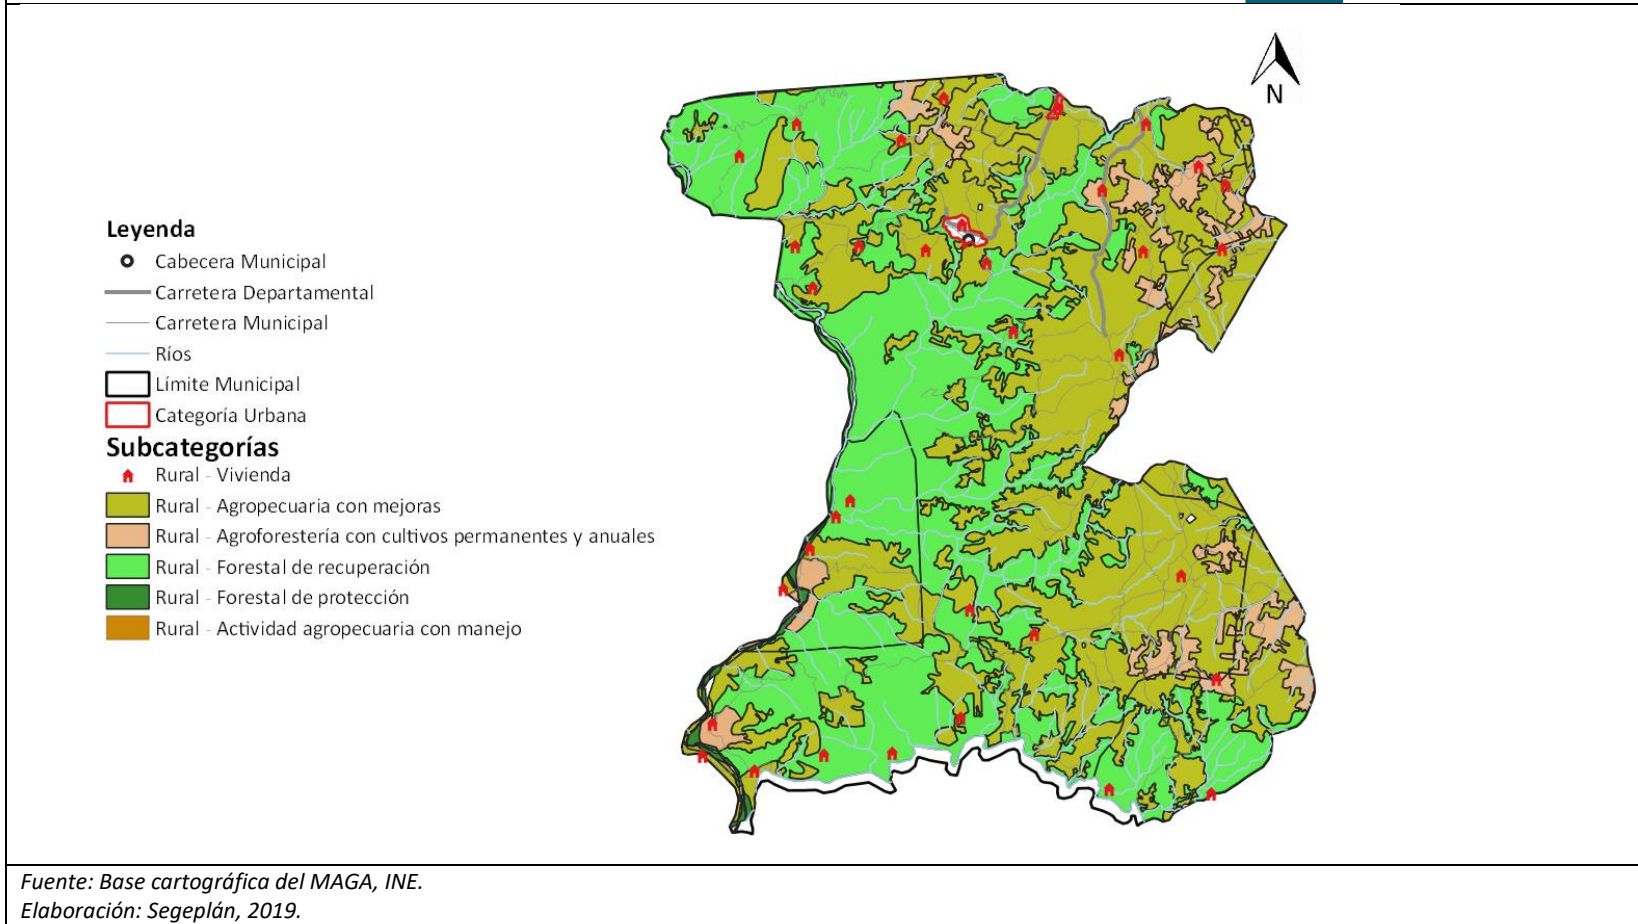 N
Leyenda
Cabecera Municipal
Carretera Departamental
Carretera Municipal
Ríos
Límite Municipal
Categoría Urbana
Subcategorías
Rural - Vivienda
Rural - Agropecuaria con mejoras
Rural - Agroforestería con cultivos permanentes y anuales
Rural - Forestal de recuperación
Rural - Forestal de protección
Rural - Actividad agropecuaria con manejo
Fuente: Base cartográfica del MAGA, INE.
Elaboración: Segeplán, 2019.